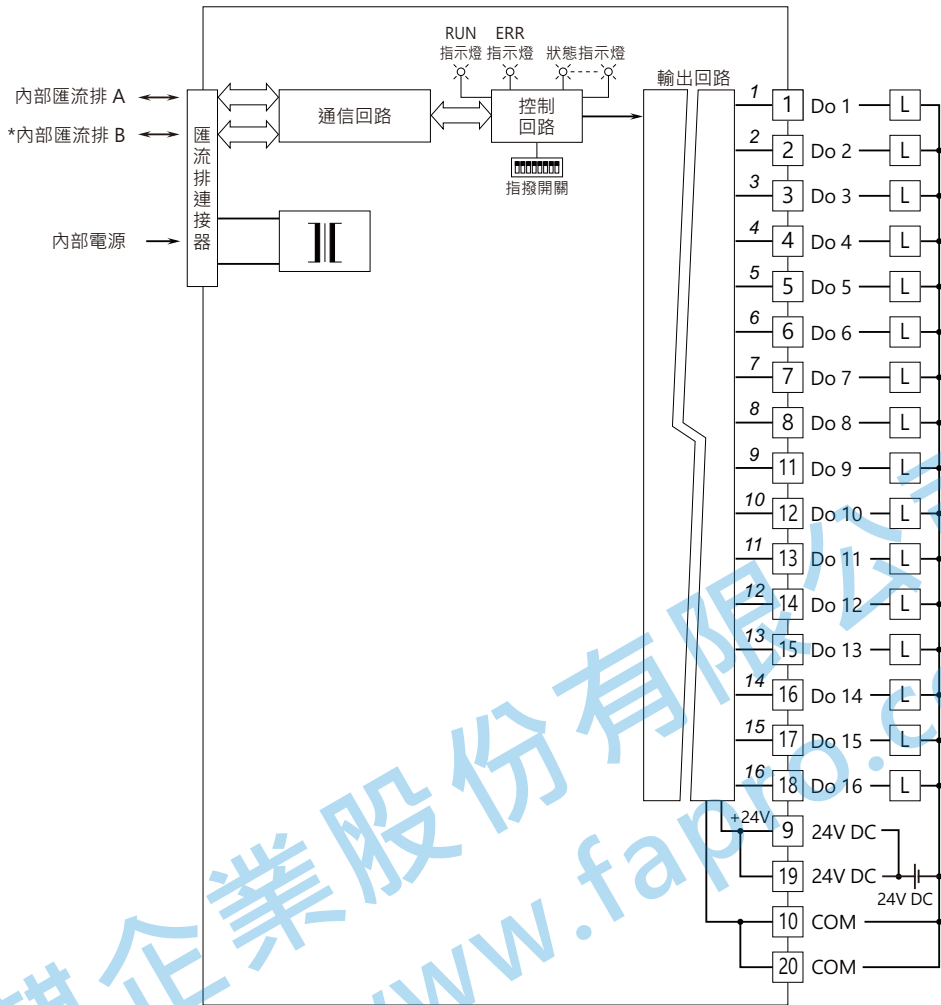 RUN ERR
指示燈 指示燈 狀態指示燈
內部匯流排 A
*內部匯流排 B
內部電源
匯流排連接器
通信回路
控制
回路
指撥開關
輸出回路
1 1 Do 1 L
2 2 Do 2 L
3 3 Do 3 L
4 4 Do 4 L
5 5 Do 5 L
6 6 Do 6 L
7 7 Do 7 L
8 8 Do 8 L
9 11 Do 9 L
10 12 Do 10 L
11 13 Do 11 L
12 14 Do 12 L
13 15 Do 13 L
14 16 Do 14 L
15 17 Do 15 L
16 18 Do 16 L
+24V 9 24V DC
19 24V DC
24V DC
10 COM
20 COM
企業股份有限公司
www.fapro.co